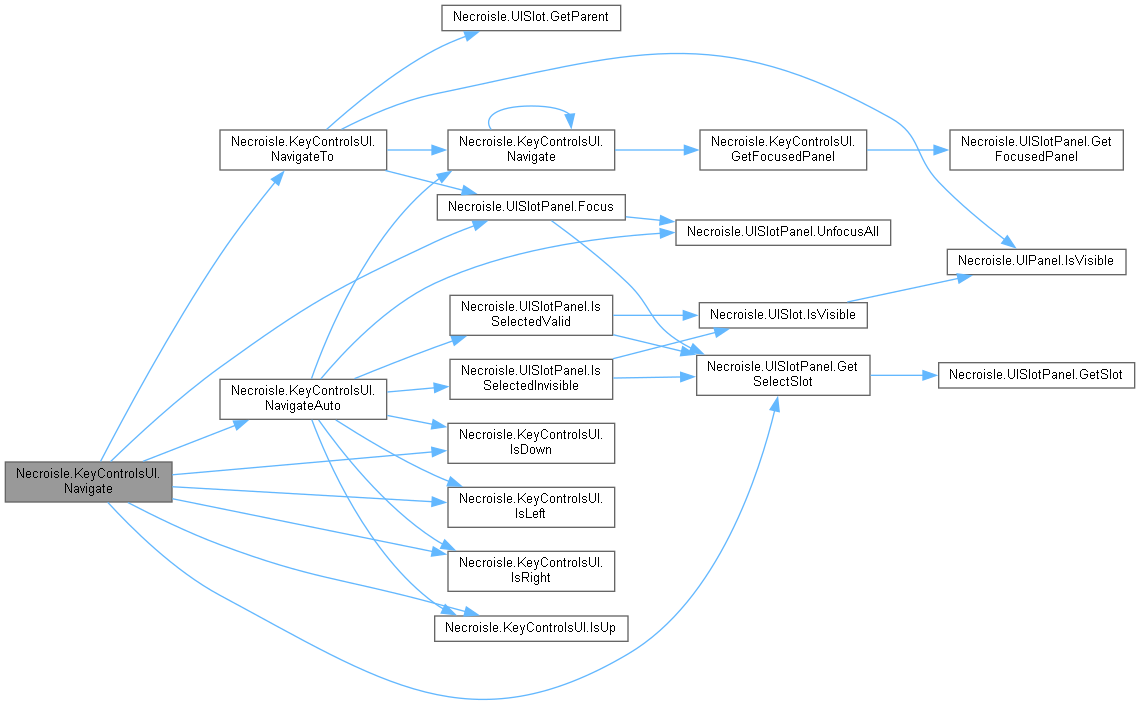 Necroisle.UISlot.GetParent
Necroisle.KeyControlsUI.
NavigateTo
Necroisle.KeyControlsUI.
Navigate
Necroisle.KeyControlsUI.
GetFocusedPanel
Necroisle.UISlotPanel.Get
FocusedPanel
Necroisle.UISlotPanel.Focus
Necroisle.UISlotPanel.UnfocusAll
Necroisle.UIPanel.IsVisible
Necroisle.UISlotPanel.Is
SelectedValid
Necroisle.UISlot.IsVisible
Necroisle.UISlotPanel.Is
SelectedInvisible
Necroisle.UISlotPanel.Get
SelectSlot
Necroisle.UISlotPanel.GetSlot
Necroisle.KeyControlsUI.
NavigateAuto
Necroisle.KeyControlsUI.
IsDown
Necroisle.KeyControlsUI.
Navigate
Necroisle.KeyControlsUI.
IsLeft
Necroisle.KeyControlsUI.
IsRight
Necroisle.KeyControlsUI.IsUp